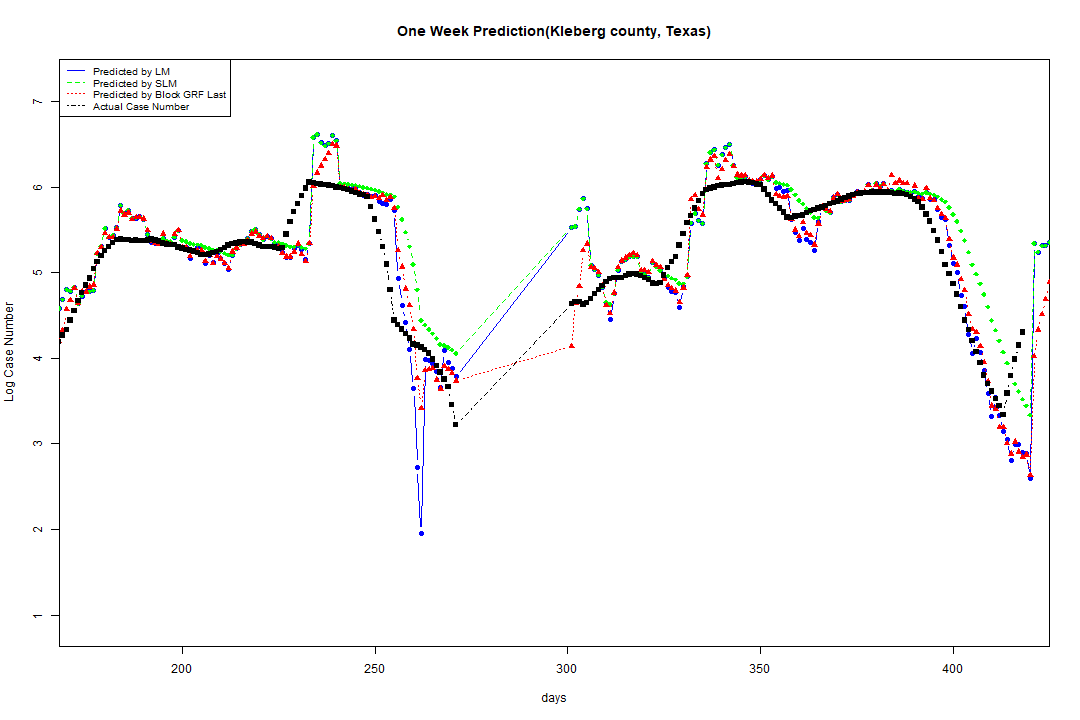 One Week Prediction(Kleberg county, Texas)
Predicted by LM
Predicted by SLM
Predicted by Block GRF Last
Actual Case Number
7
6
5
4
3
2
1
Log Case Number
200 250 300 350 400
days